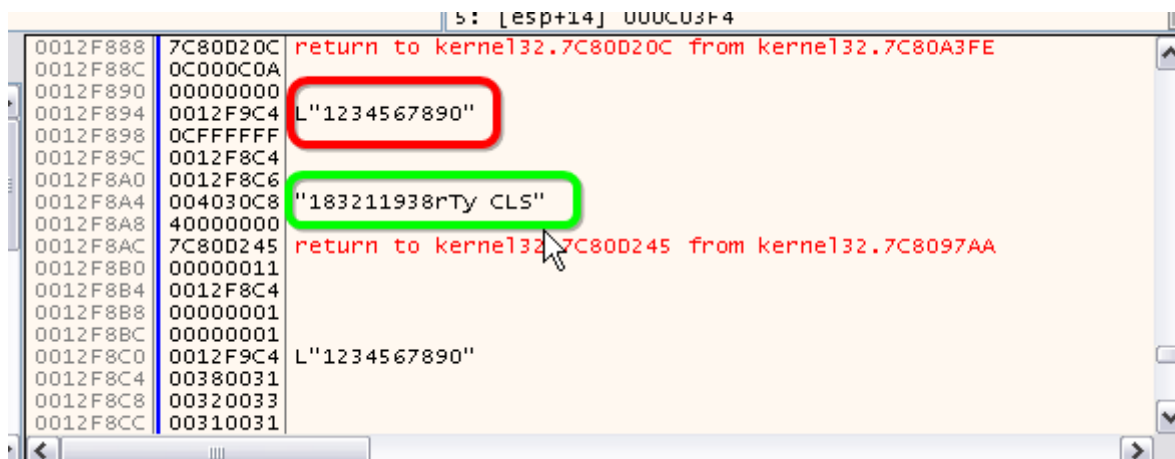 5: [esp+14] 000C03F4
0012F888 7C80D20C return to kernel32.7C80D20C from kernel32.7C80A3FE
0012F88C 0C000C0A
0012F890 00000000
0012F894 0012F9C4 L"1234567890"
0012F898 0CFFFFFF
0012F89C 0012F8C4
0012F8A0 0012F8C6
0012F8A4 004030C8 "183211938rTy CLS"
0012F8A8 40000000
0012F8AC 7C80D245 return to kernel32.7C80D245 from kernel32.7C8097AA
0012F8B0 00000011
0012F8B4 0012F8C4
0012F8B8 00000001
0012F8BC 00000001
0012F8C0 0012F9C4 L"1234567890"
0012F8C4 00380031
0012F8C8 00320033
0012F8CC 00310031